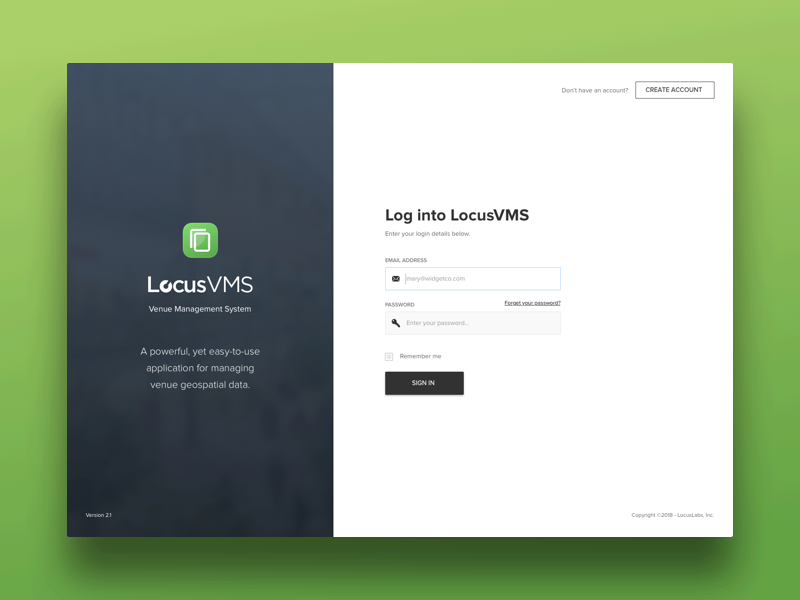 LocusVMS
Venue Management System
A powerful, yet easy-to-use
application for managing
venue geospatial data.
Version 2.1
Don't have an account?
CREATE ACCOUNT
Log into LocusVMS
Enter your login details below.
EMAIL ADDRESS
mary@widgetco.com
PASSWORD
Forget your password?
Enter your password...
Remember me
SIGN IN
Copyright ©2018 - LocusLabs, Inc.